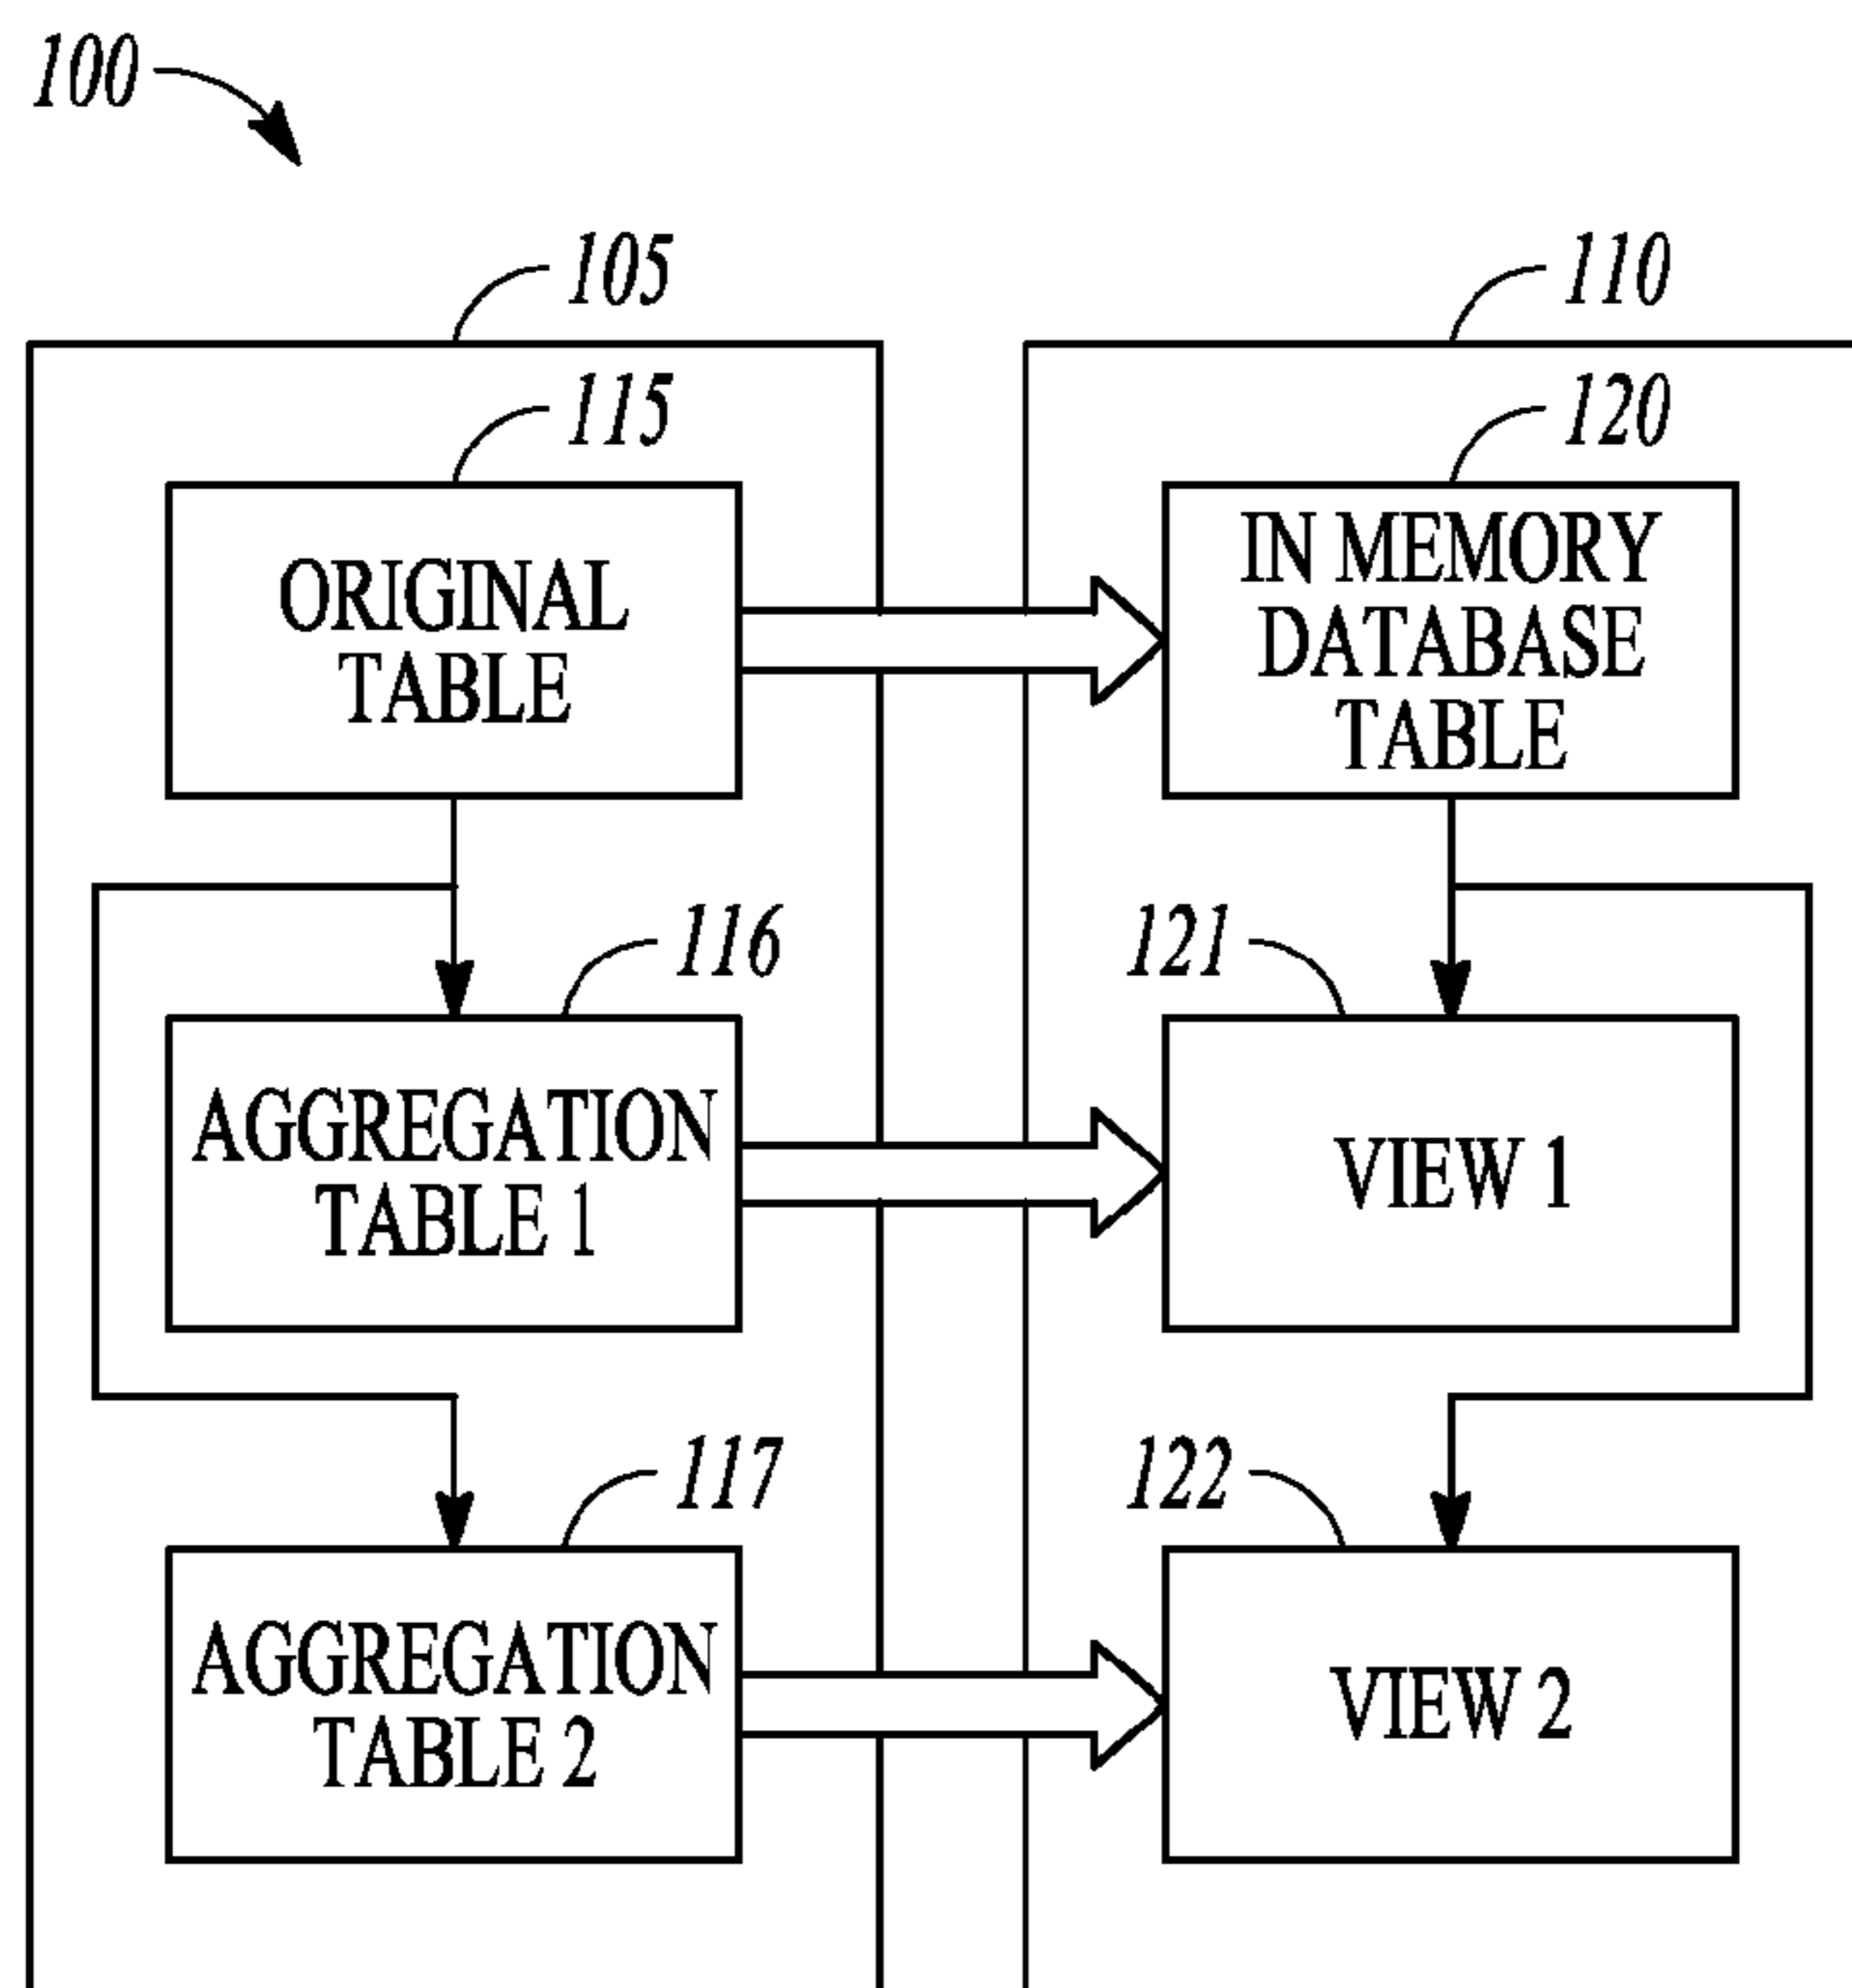 100
105
110
115
120
ORIGINAL
TABLE
IN MEMORY
DATABASE
TABLE
116
121
AGGREGATION
TABLE 1
VIEW 1
117
122
AGGREGATION
TABLE 2
VIEW 2